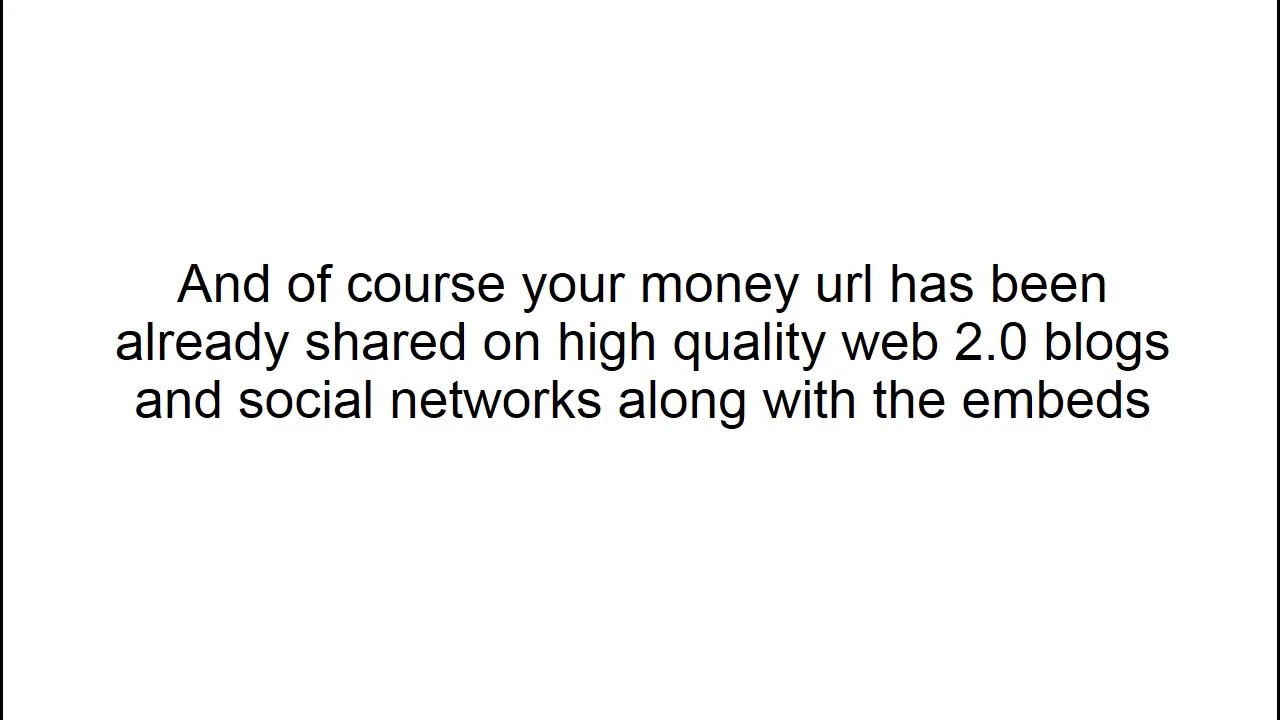 And of course your money url has been
already shared on high quality web 2.0 blogs
and social networks along with the embeds